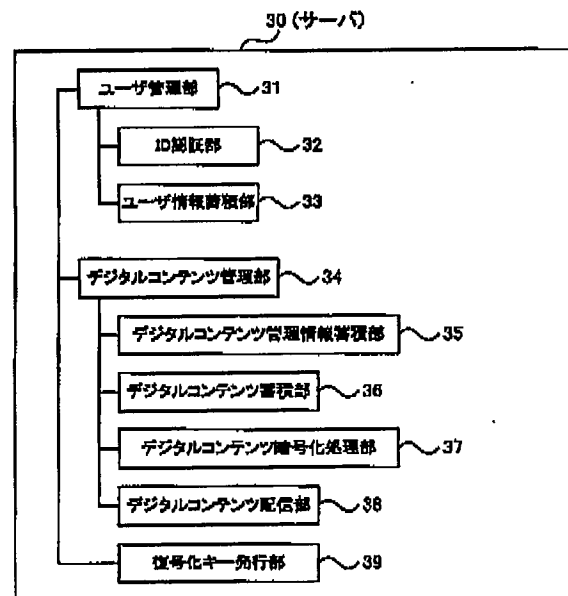 30(サーバ)
ユーザ管理部 31
ID認証部 32
ユーザ情報蓄積部 33
デジタルコンテンツ管理部 34
デジタルコンテンツ管理情報蓄積部 35
デジタルコンテンツ蓄積部 36
デジタルコンテンツ暗号化処理部 37
デジタルコンテンツ配信部 38
復号化キー発行部 39